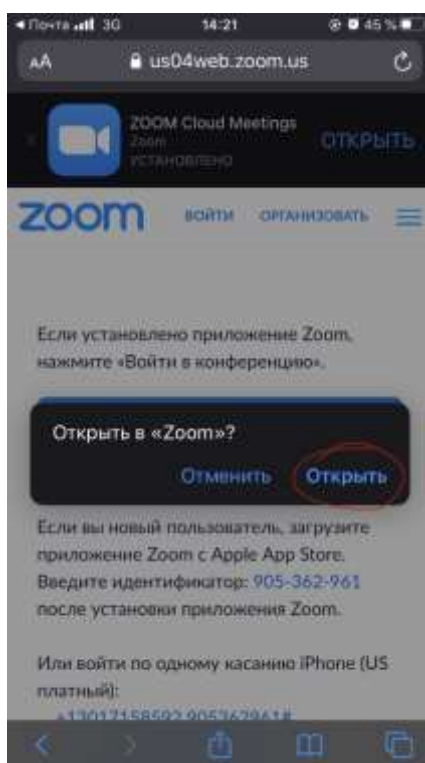 Почта 3G 14:21 45 %
AA us04web.zoom.us
ZOOM Cloud Meetings
Zoom
УСТАНОВЛЕНО
ОТКРЫТЬ
zoom ВОЙТИ ОРГАНИЗОВАТЬ
Если установлено приложение Zoom,
нажмите «Войти в конференцию».
Открыть в «Zoom»?
Отменить Открыть
Если вы новый пользователь, загрузите
приложение Zoom с Apple App Store.
Введите идентификатор: 905-362-961
после установки приложения Zoom.
Или войти по одному касанию iPhone (US
платный):
+13017158592,905362961#